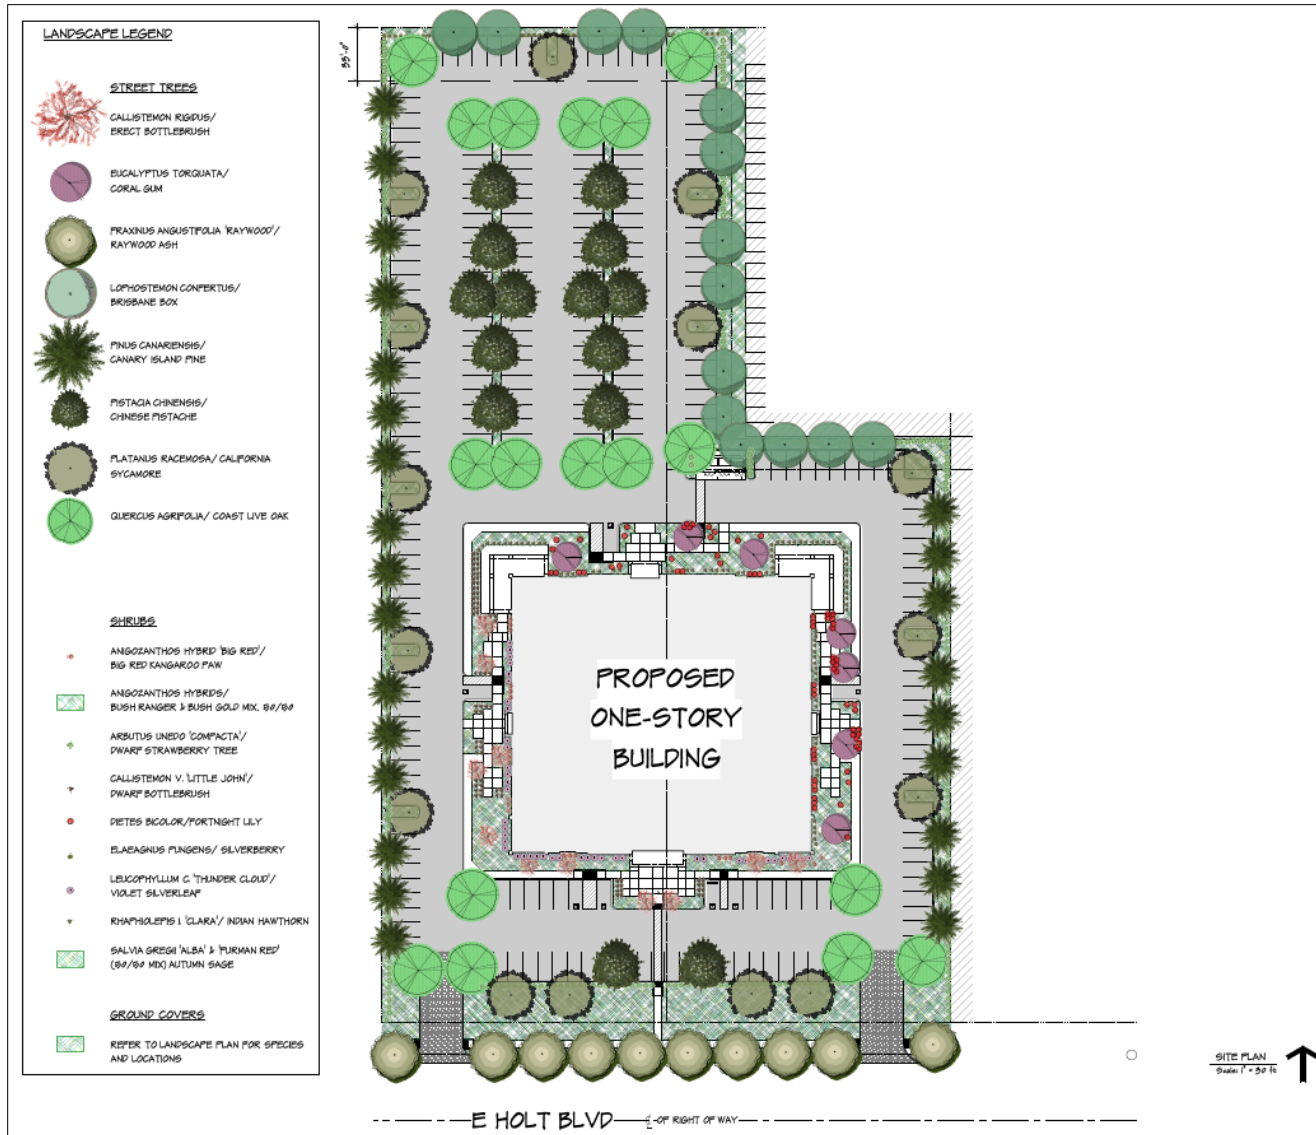 LANDSCAPE LEGEND
STREET TREES
CALLISTEMON RIGIDUS/
ERECT BOTTLEBRUSH
EUCALYPTUS TORQUATA/
CORAL GUM
FRAXINUS ANGUSTIFOLIA 'RAYWOOD'/
RAYWOOD ASH
LOPHOSTEMON CONFERTUS/
BRISBANE BOX
PINUS CANARIENSIS/
CANARY ISLAND PINE
PISTACIA CHINENSIS/
CHINESE PISTACHE
PLATANUS RACEMOSA/ CALIFORNIA
SYCAMORE
QUERCUS AGRIFOLIA/ COAST LIVE OAK
SHRUBS
ANIGOZANTHOS HYBRID 'BIG RED'/
BIG RED KANGAROO PAW
ANIGOZANTHOS HYBRIDS/
BUSH RANGER & BUSH GOLD MIX, 50/50
ARBUTUS UNEDO 'COMPACTA'/
DWARF STRAWBERRY TREE
CALLISTEMON V. 'LITTLE JOHN'/
DWARF BOTTLEBRUSH
DIETES BICOLOR/FORTNIGHT LILY
ELAEAGNUS PUNGENS/ SILVERBERRY
LEUCOPHYLLUM C. 'THUNDER CLOUD'/
VIOLET SILVERLEAF
RHAPHIOLEPIS I. 'CLARA'/ INDIAN HAWTHORN
SALVIA GREGII 'ALBA' & 'FURMAN RED'
(50/50 MIX) AUTUMN SAGE
GROUND COVERS
REFER TO LANDSCAPE PLAN FOR SPECIES
AND LOCATIONS
35'-0"
PROPOSED
ONE-STORY
BUILDING
E HOLT BLVD
OF RIGHT OF WAY
SITE PLAN
Scale: 1" = 30 ft